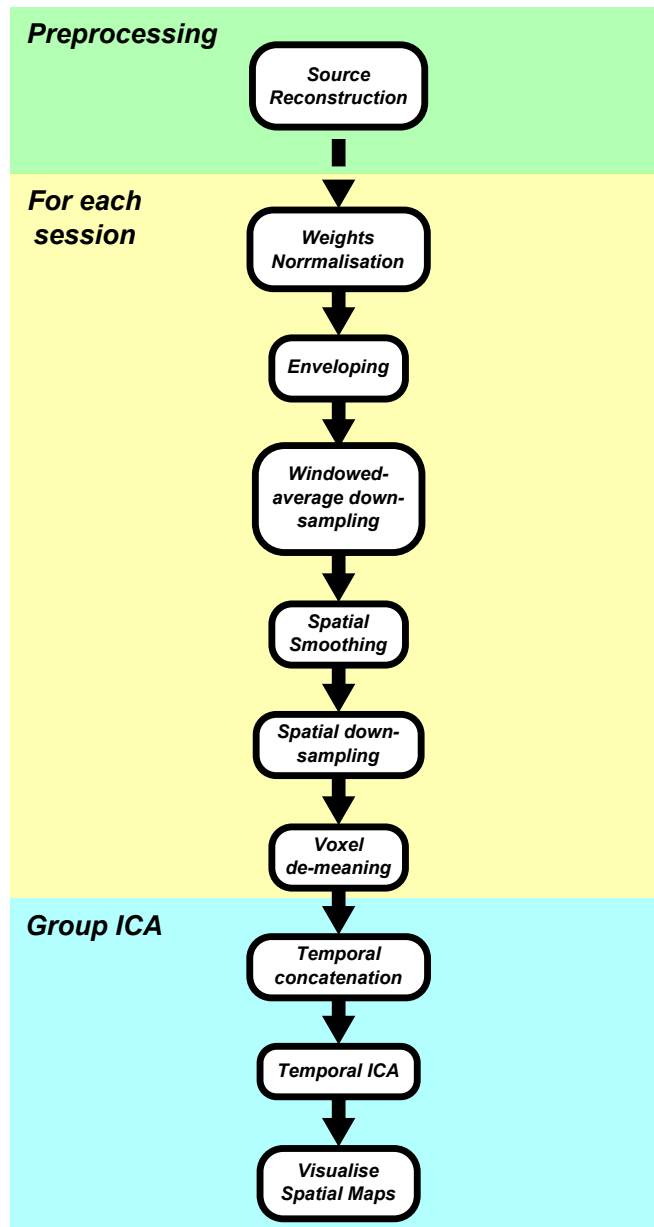 Preprocessing
Source
Reconstruction
For each
session
Weights
Norrmalisation
Enveloping
Windowed-
average down-
sampling
Spatial
Smoothing
Spatial down-
sampling
Voxel
de-meaning
Group ICA
Temporal
concatenation
Temporal ICA
Visualise
Spatial Maps